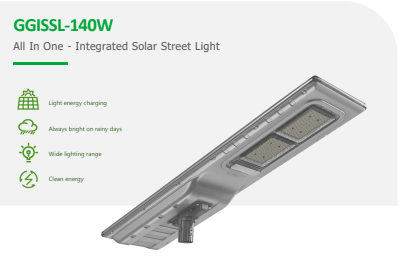 GGISSL-140W
All In One - Integrated Solar Street Light
Light energy charging
Always bright on rainy days
Wide lighting range
Clean energy